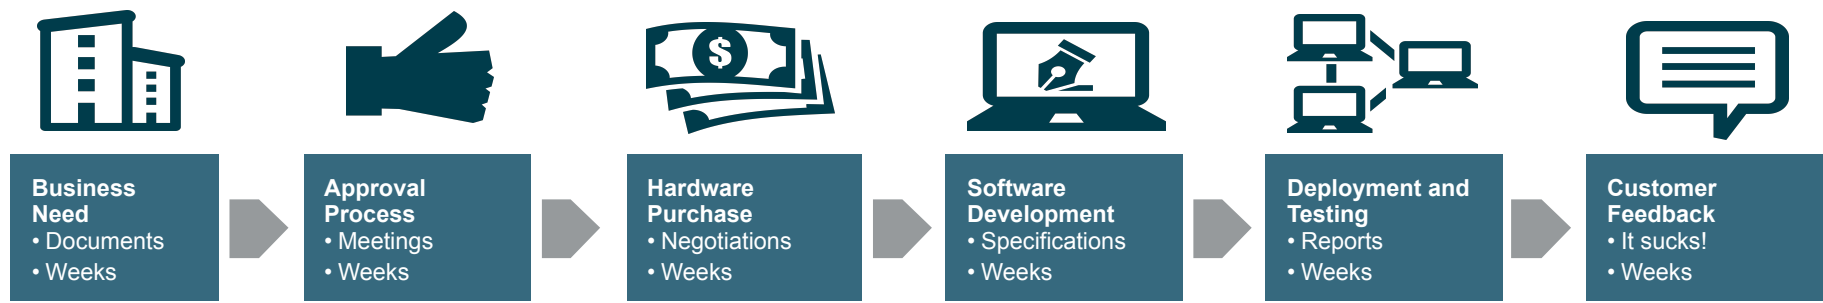 $
Business
Need
• Documents
• Weeks
Approval
Process
• Meetings
• Weeks
Hardware
Purchase
• Negotiations
• Weeks
Software
Development
• Specifications
• Weeks
Deployment and
Testing
• Reports
• Weeks
Customer
Feedback
• It sucks!
• Weeks